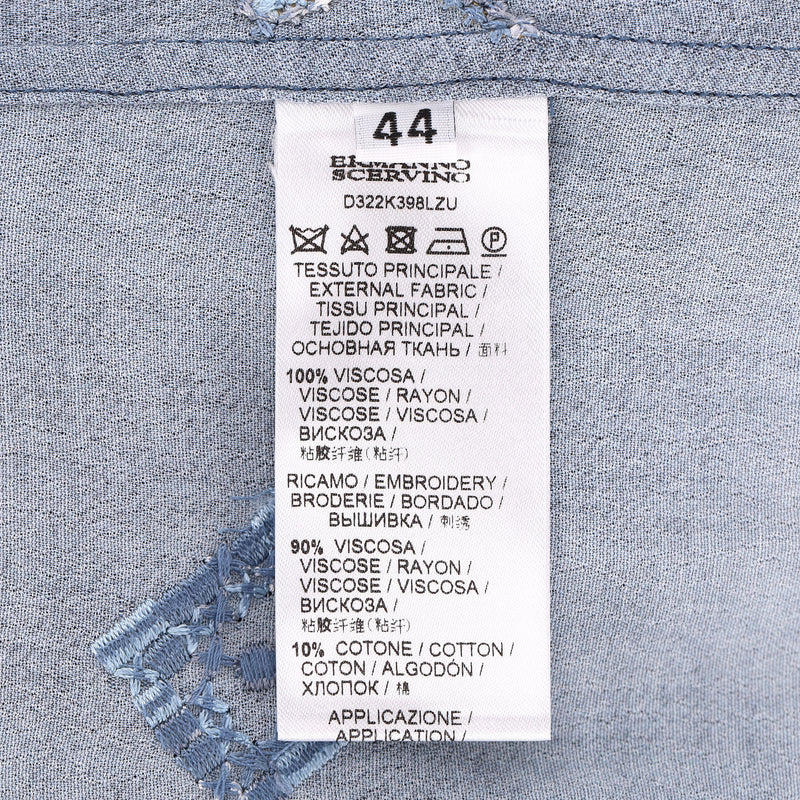 44
ERMANNO
SCERVINO
D322K398LZU
TESSUTO PRINCIPALE /
EXTERNAL FABRIC /
TISSU PRINCIPAL /
TEJIDO PRINCIPAL /
ОСНОВНАЯ ТКАНЬ / 面料
100% VISCOSA /
VISCOSE / RAYON /
VISCOSE / VISCOSA /
ВИСКОЗА /
粘胶纤维(粘纤)
RICAMO / EMBROIDERY /
BRODERIE / BORDADO /
ВЫШИВКА / 刺绣
90% VISCOSA /
VISCOSE / RAYON /
VISCOSE / VISCOSA /
ВИСКОЗА /
粘胶纤维(粘纤)
10% COTONE / COTTON /
COTON / ALGODÓN /
ХЛОПОК / 棉
APPLICAZIONE /
APPLICATION /